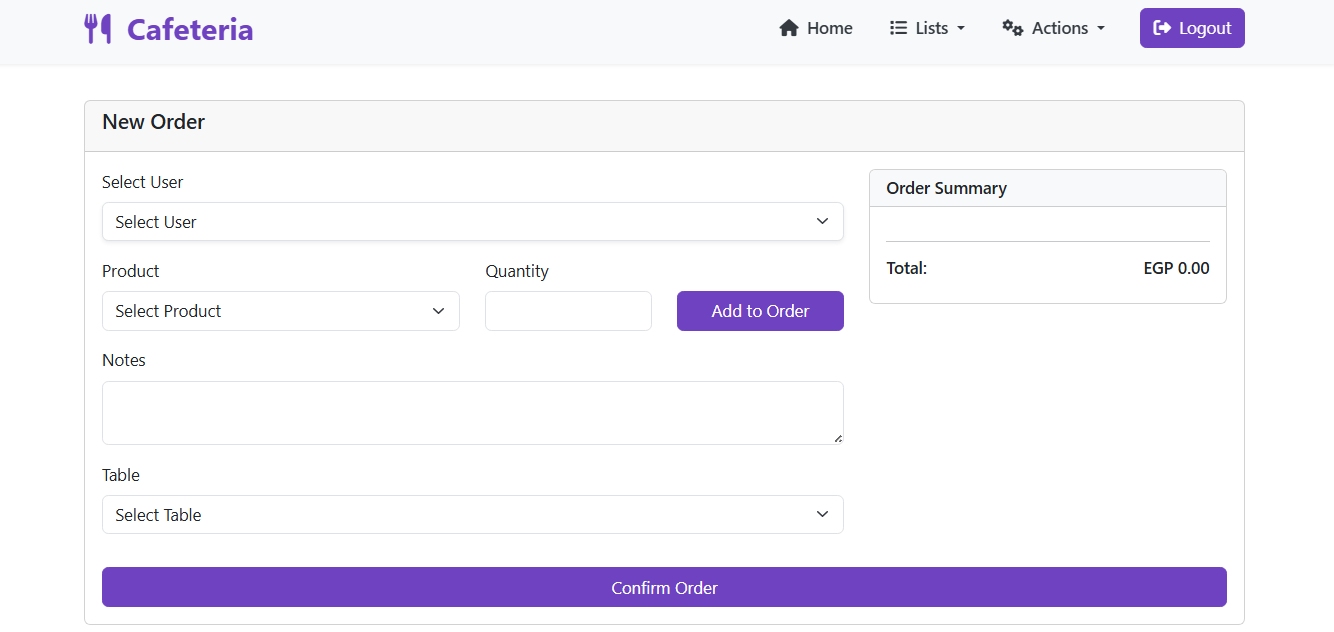 Cafeteria
Home
Lists
Actions
Logout
New Order
Select User
Select User
Product
Quantity
Select Product
Add to Order
Notes
Table
Select Table
Order Summary
Total: EGP 0.00
Confirm Order